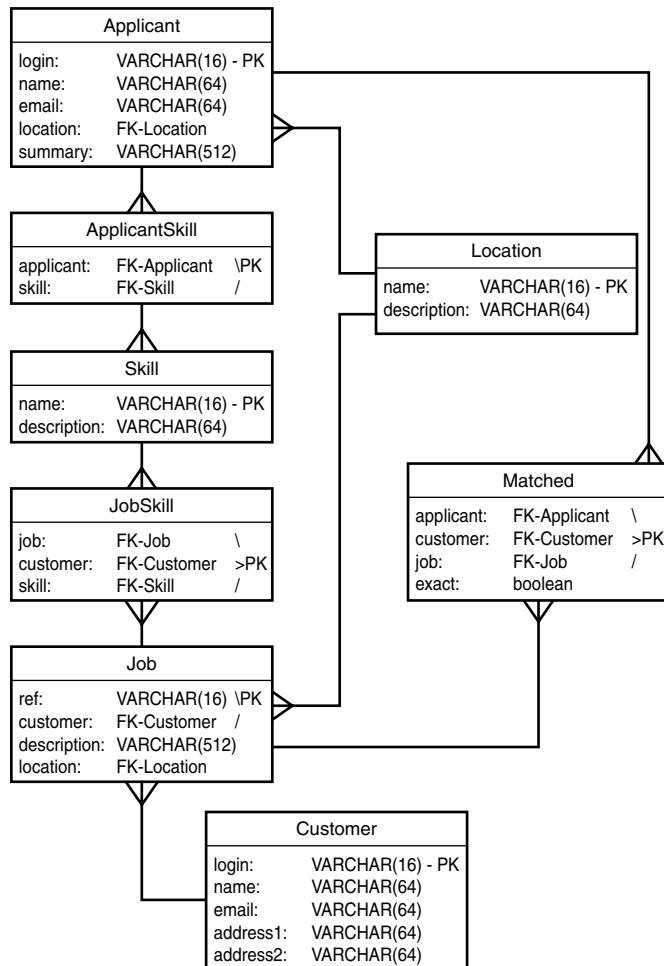 Applicant
login: VARCHAR(16) - PK
name: VARCHAR(64)
email: VARCHAR(64)
location: FK-Location
summary: VARCHAR(512)
ApplicantSkill
applicant: FK-Applicant \PK
skill: FK-Skill /
Location
name: VARCHAR(16) - PK
description: VARCHAR(64)
Skill
name: VARCHAR(16) - PK
description: VARCHAR(64)
Matched
applicant: FK-Applicant \
customer: FK-Customer >PK
job: FK-Job /
exact: boolean
JobSkill
job: FK-Job \
customer: FK-Customer >PK
skill: FK-Skill /
Job
ref: VARCHAR(16) \PK
customer: FK-Customer /
description: VARCHAR(512)
location: FK-Location
Customer
login: VARCHAR(16) - PK
name: VARCHAR(64)
email: VARCHAR(64)
address1: VARCHAR(64)
address2: VARCHAR(64)